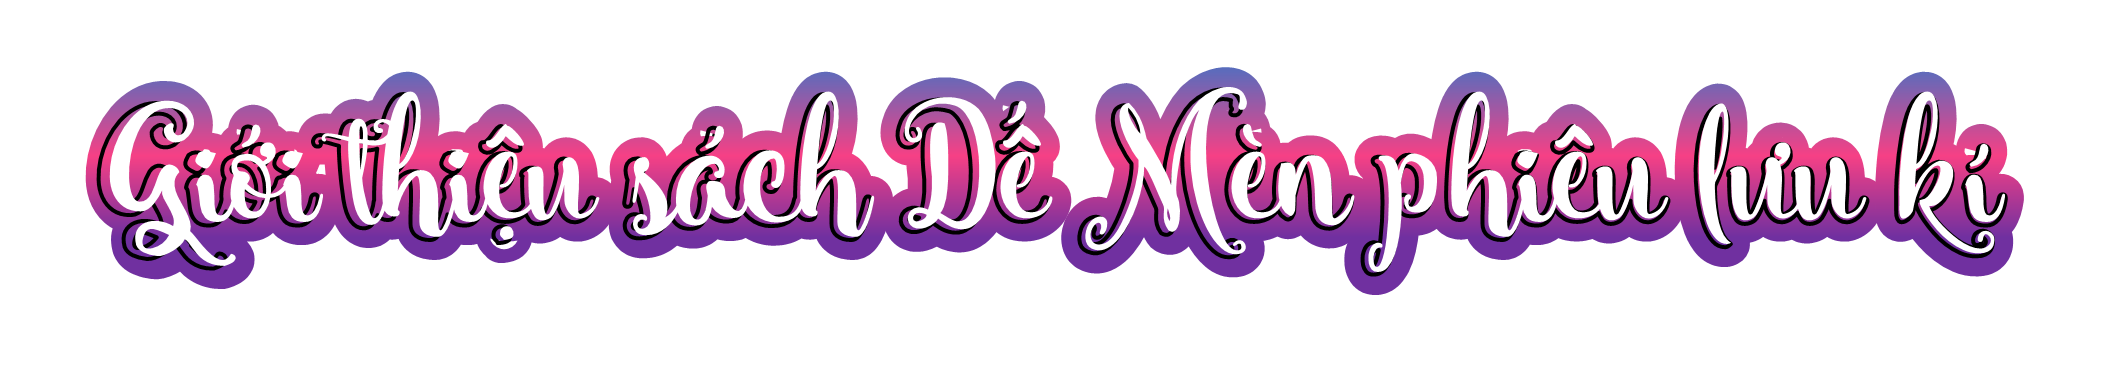 Giới thiệu sách Dế Mèn phiêu lưu kí